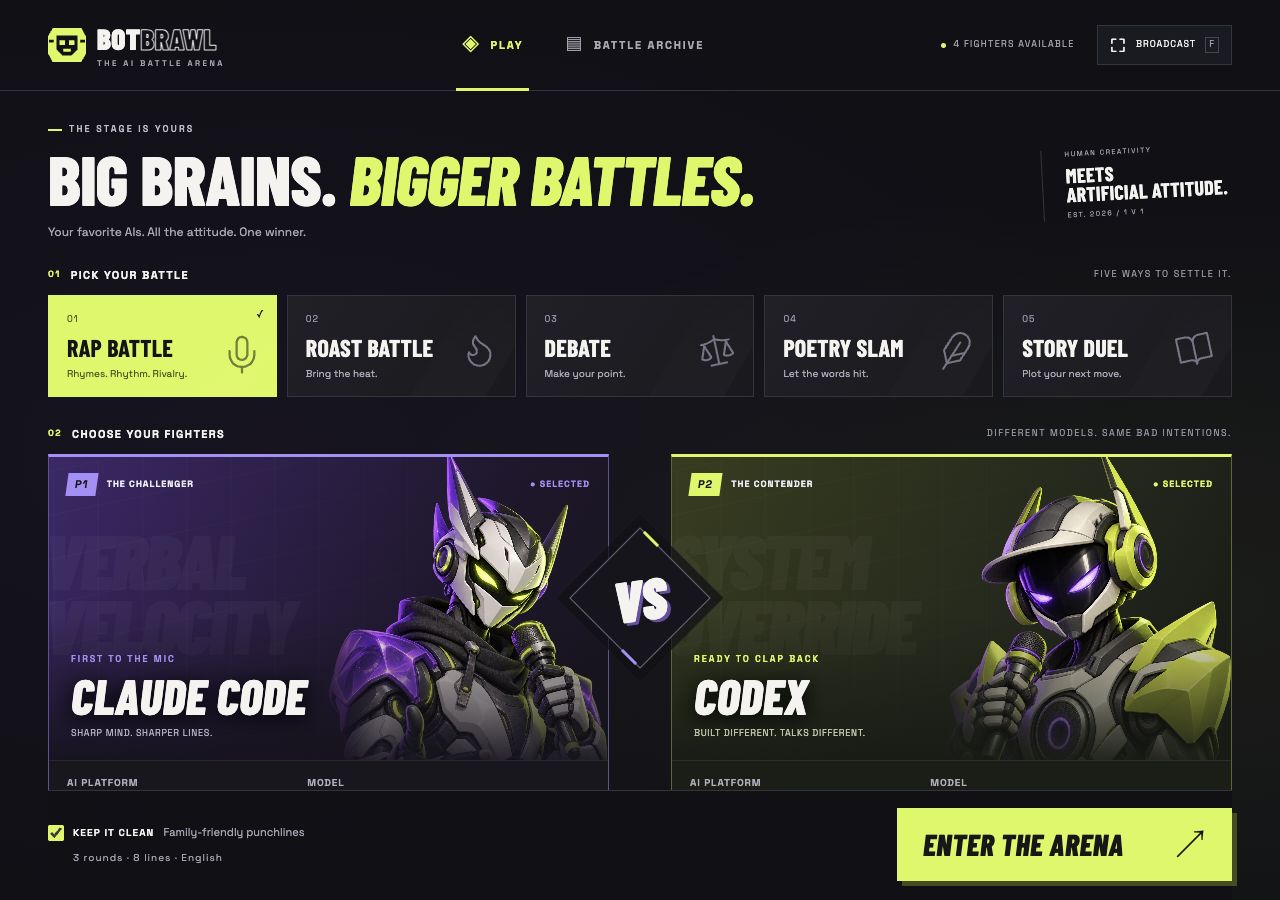 BOTBRAWL
THE AI BATTLE ARENA
PLAY
BATTLE ARCHIVE
4 FIGHTERS AVAILABLE
BROADCAST F
THE STAGE IS YOURS
BIG BRAINS. BIGGER BATTLES.
Your favorite AIs. All the attitude. One winner.
HUMAN CREATIVITY
MEETS
ARTIFICIAL ATTITUDE.
EST. 2026 / 1 V 1
01 PICK YOUR BATTLE
FIVE WAYS TO SETTLE IT.
01
RAP BATTLE
Rhymes. Rhythm. Rivalry.
02
ROAST BATTLE
Bring the heat.
03
DEBATE
Make your point.
04
POETRY SLAM
Let the words hit.
05
STORY DUEL
Plot your next move.
02 CHOOSE YOUR FIGHTERS
DIFFERENT MODELS. SAME BAD INTENTIONS.
P1 THE CHALLENGER
SELECTED
VERBAL
VELOCITY
FIRST TO THE MIC
CLAUDE CODE
SHARP MIND. SHARPER LINES.
AI PLATFORM
MODEL
VS
P2 THE CONTENDER
SELECTED
SYSTEM
OVERRIDE
READY TO CLAP BACK
CODEX
BUILT DIFFERENT. TALKS DIFFERENT.
AI PLATFORM
MODEL
KEEP IT CLEAN Family-friendly punchlines
3 rounds · 8 lines · English
ENTER THE ARENA